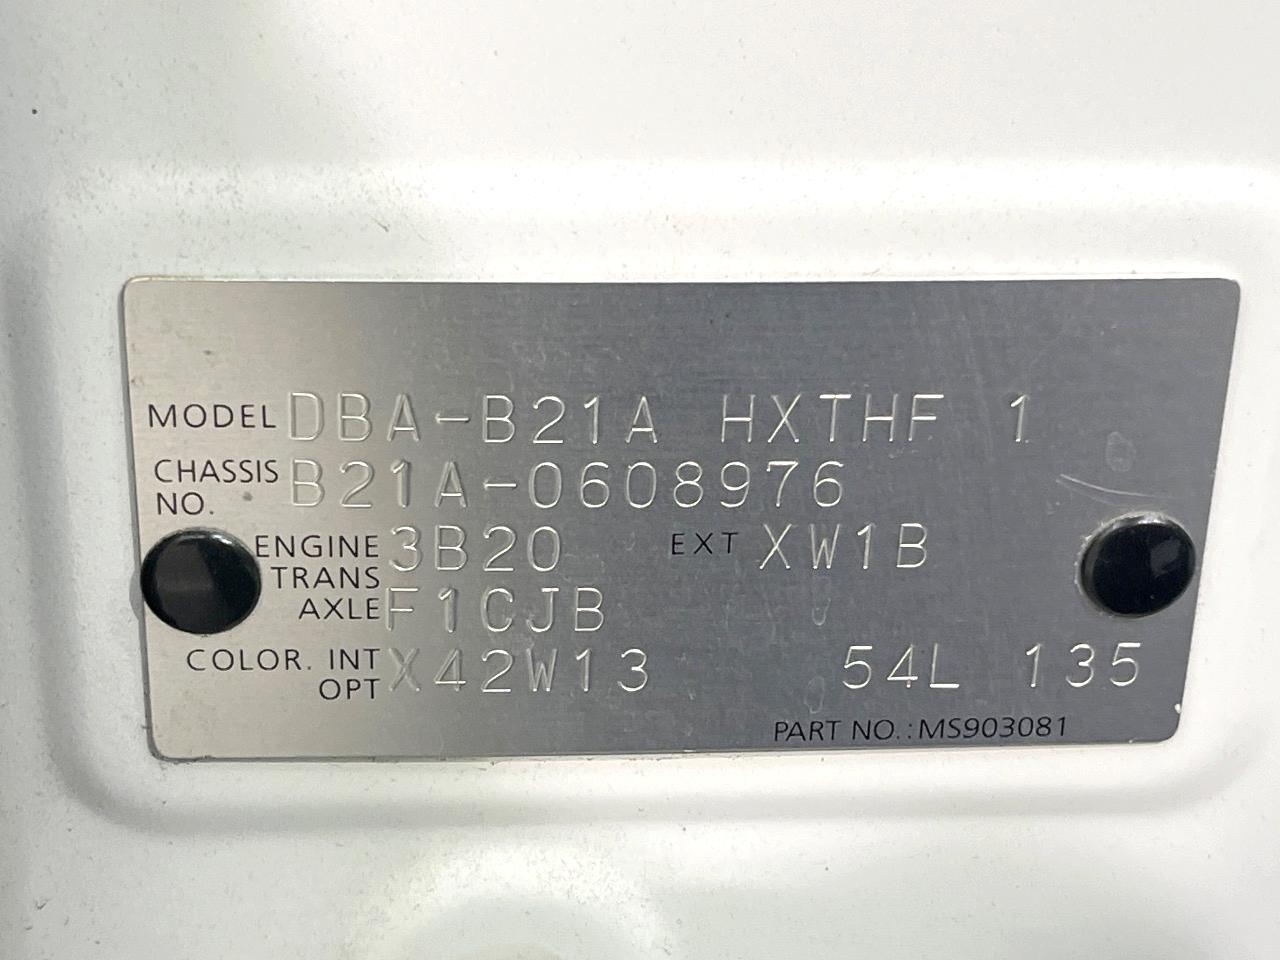 MODEL DBA-B21A HXTHF 1
CHASSIS NO. B21A-0608976
ENGINE 3B20 EXT XW1B
TRANS AXLE F1CJB
COLOR. INT OPT X42W13 54L 135
PART NO.: MS903081